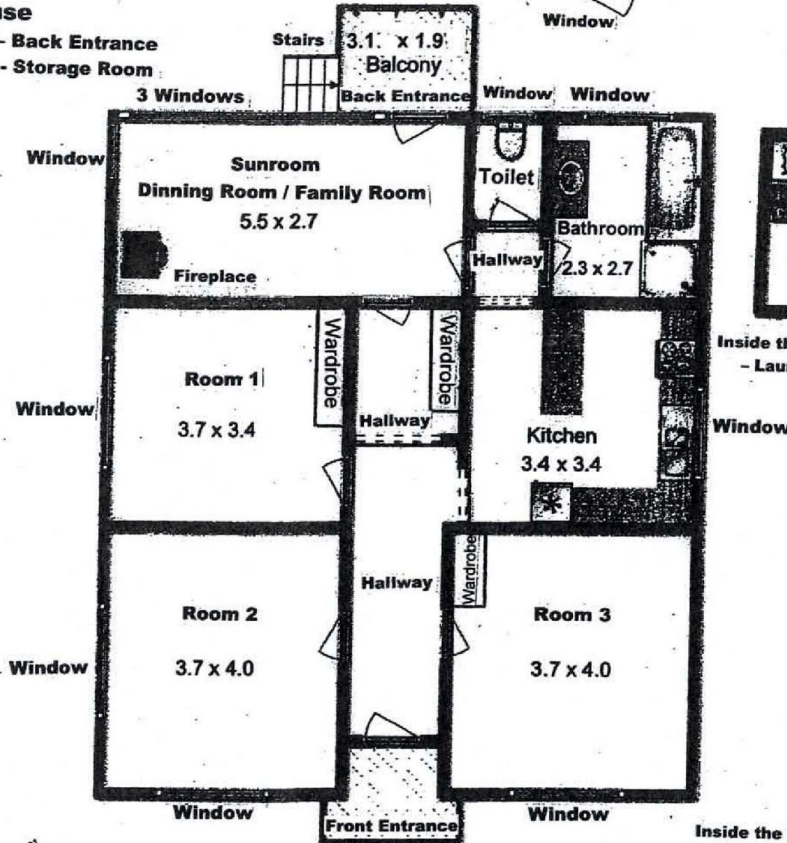 use
- Back Entrance
- Storage Room
Stairs
3.1. x 1.9
Balcony
Window
3 Windows
Back Entrance
Window
Window
Window
Sunroom
Dinning Room / Family Room
5.5 x 2.7
Fireplace
Toilet
Hallway
Bathroom
2.3 x 2.7
Room 1
3.7 x 3.4
Wardrobe
Wardrobe
Hallway
Window
Kitchen
3.4 x 3.4
Window
Inside th
- Lau
Hallway
Wardrobe
Room 2
3.7 x 4.0
Room 3
3.7 x 4.0
Window
Window
Front Entrance
Window
Inside the